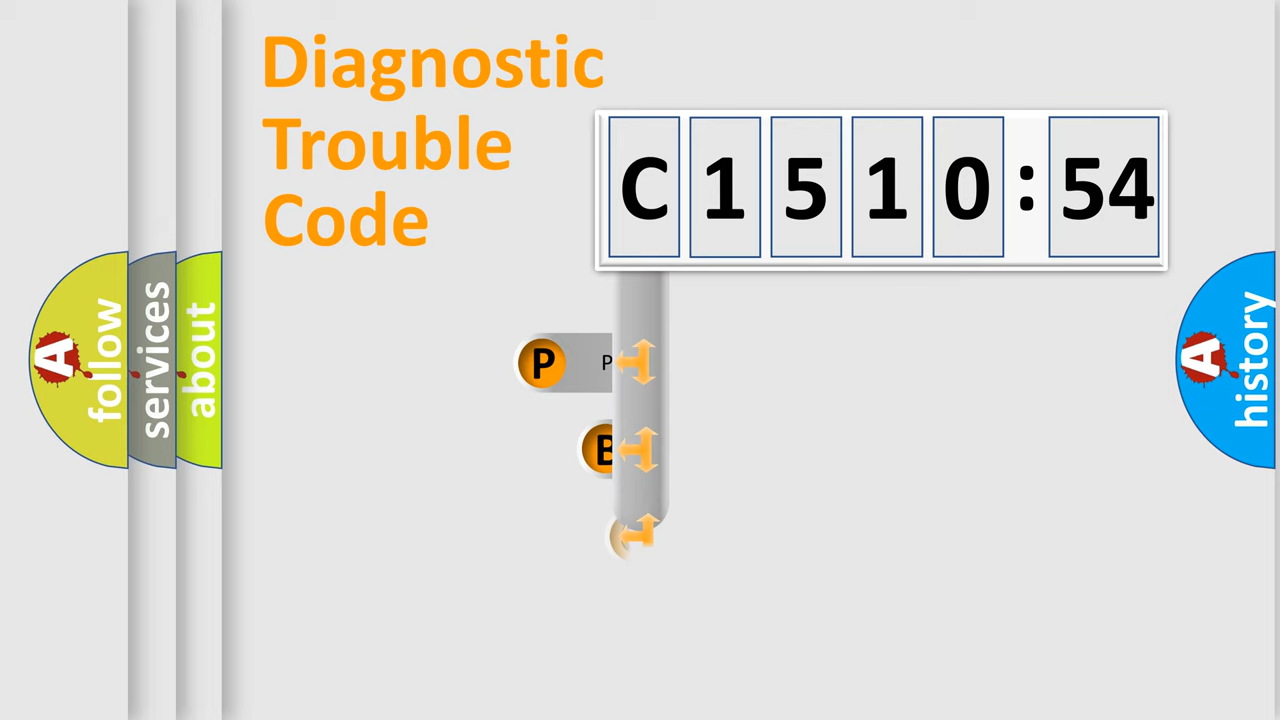 Diagnostic
Trouble
Code
C1510:54
P P
B
A
follow
services
about
A
history